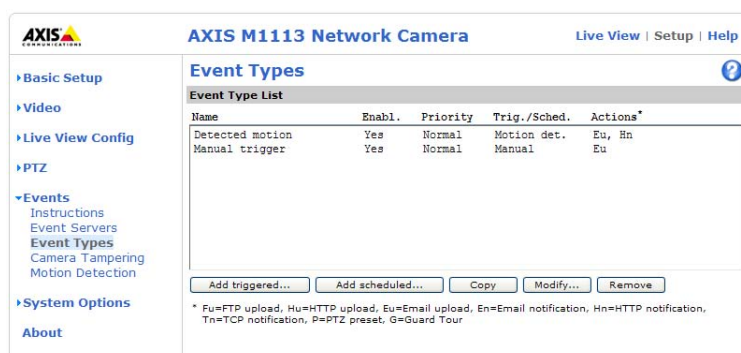 AXIS
COMMUNICATIONS
AXIS M1113 Network Camera
Live View | Setup | Help
Basic Setup
Video
Live View Config
PTZ
Events
Instructions
Event Servers
Event Types
Camera Tampering
Motion Detection
System Options
About
Event Types
?
Event Type List
Name Enabl. Priority Trig./Sched. Actions*
Detected motion Yes Normal Motion det. Eu, Hn
Manual trigger Yes Normal Manual Eu
Add triggered... Add scheduled... Copy Modify... Remove
* Fu=FTP upload, Hu=HTTP upload, Eu=Email upload, En=Email notification, Hn=HTTP notification,
Tn=TCP notification, P=PTZ preset, G=Guard Tour